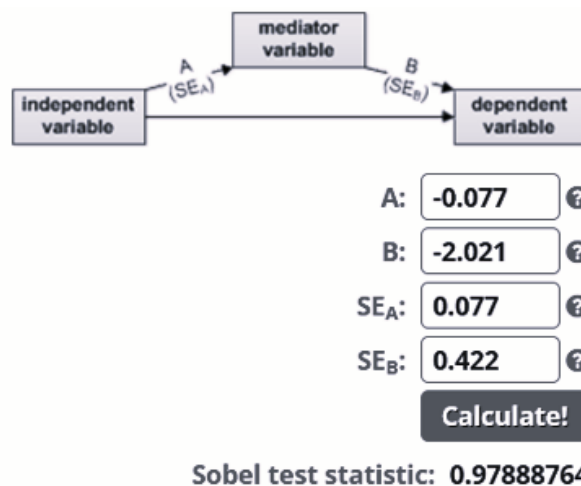 mediator
variable
A
(SEA)
B
(SEB)
independent
variable
dependent
variable
A: -0.077 ?
B: -2.021 ?
SEA: 0.077 ?
SEB: 0.422 ?
Calculate!
Sobel test statistic: 0.97888764